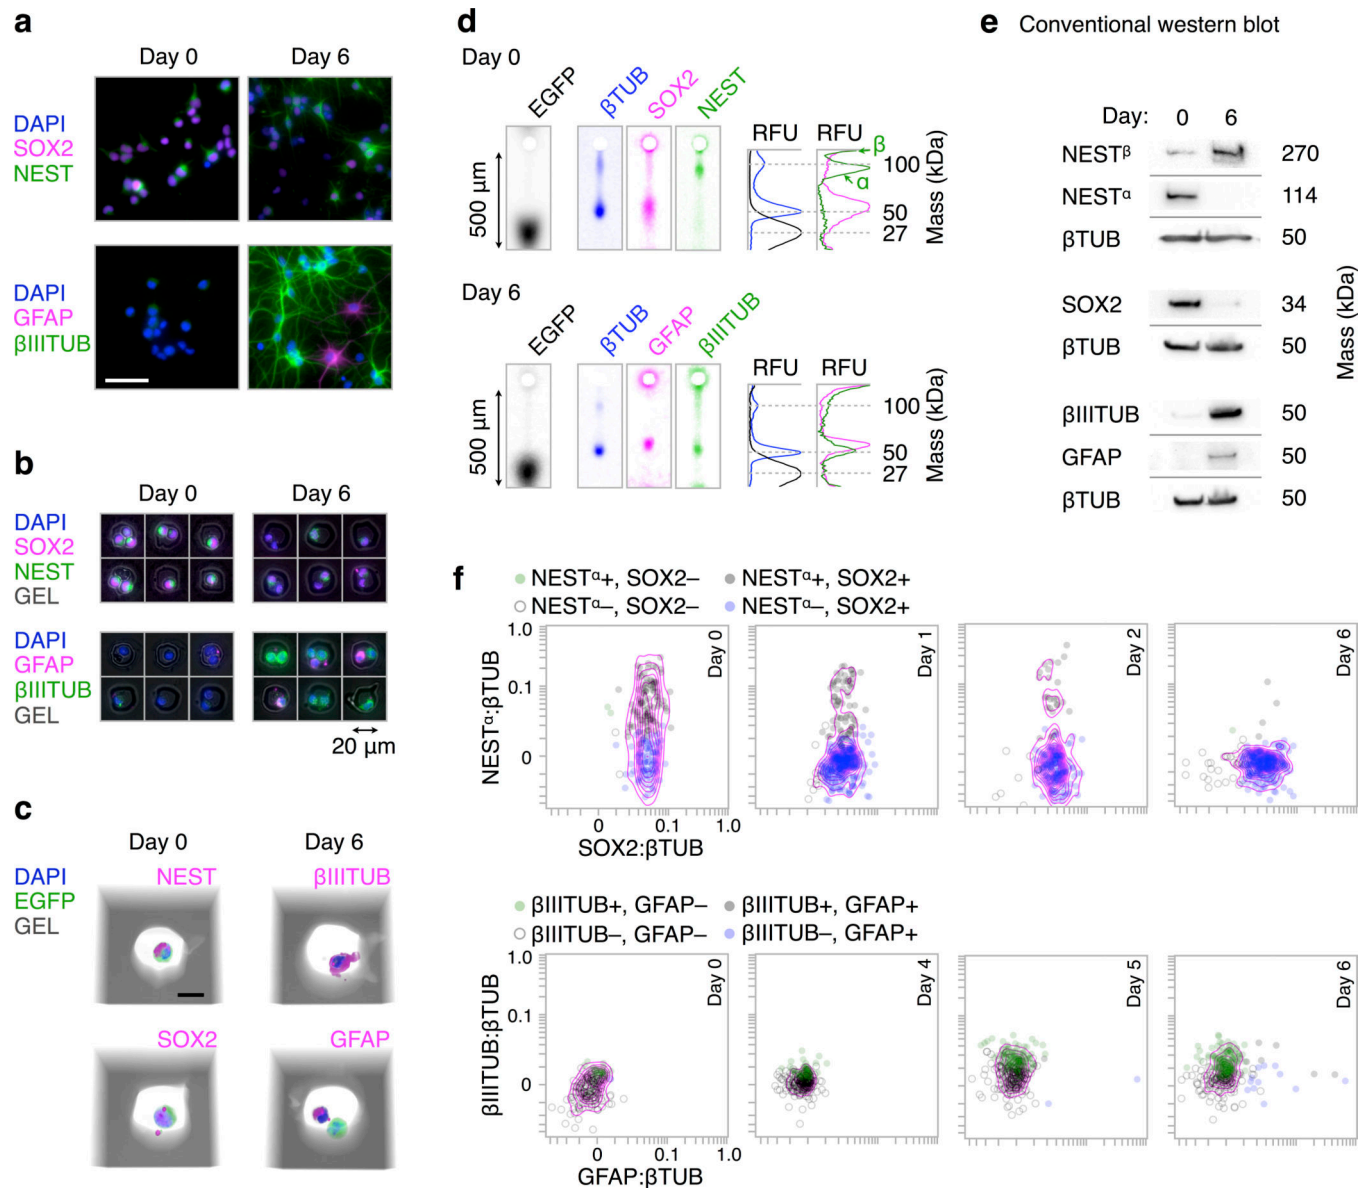 a
Day 0 Day 6
DAPI
SOX2
NEST
DAPI
GFAP
βIIITUB
b
Day 0 Day 6
DAPI
SOX2
NEST
GEL
DAPI
GFAP
βIIITUB
GEL
20 µm
c
Day 0 Day 6
DAPI
EGFP
GEL
NEST βIIITUB
SOX2 GFAP
d
Day 0
EGFP βTUB SOX2 NEST
RFU RFU
500 µm
β
α
100
50
27
Mass (kDa)
Day 6
EGFP βTUB GFAP βIIITUB
RFU RFU
500 µm
100
50
27
Mass (kDa)
e Conventional western blot
Day: 0 6
NESTᵝ 270
NESTᵅ 114
βTUB 50
SOX2 34
βTUB 50
βIIITUB 50
GFAP 50
βTUB 50
Mass (kDa)
f
NESTᵅ+, SOX2– NESTᵅ+, SOX2+
NESTᵅ–, SOX2– NESTᵅ–, SOX2+
1.0
0.1
0
NESTᵅ:βTUB
Day 0 Day 1 Day 2 Day 6
0 0.1 1.0
SOX2:βTUB
βIIITUB+, GFAP– βIIITUB+, GFAP+
βIIITUB–, GFAP– βIIITUB–, GFAP+
1.0
0.1
0
βIIITUB:βTUB
Day 0 Day 4 Day 5 Day 6
0 0.1 1.0
GFAP:βTUB